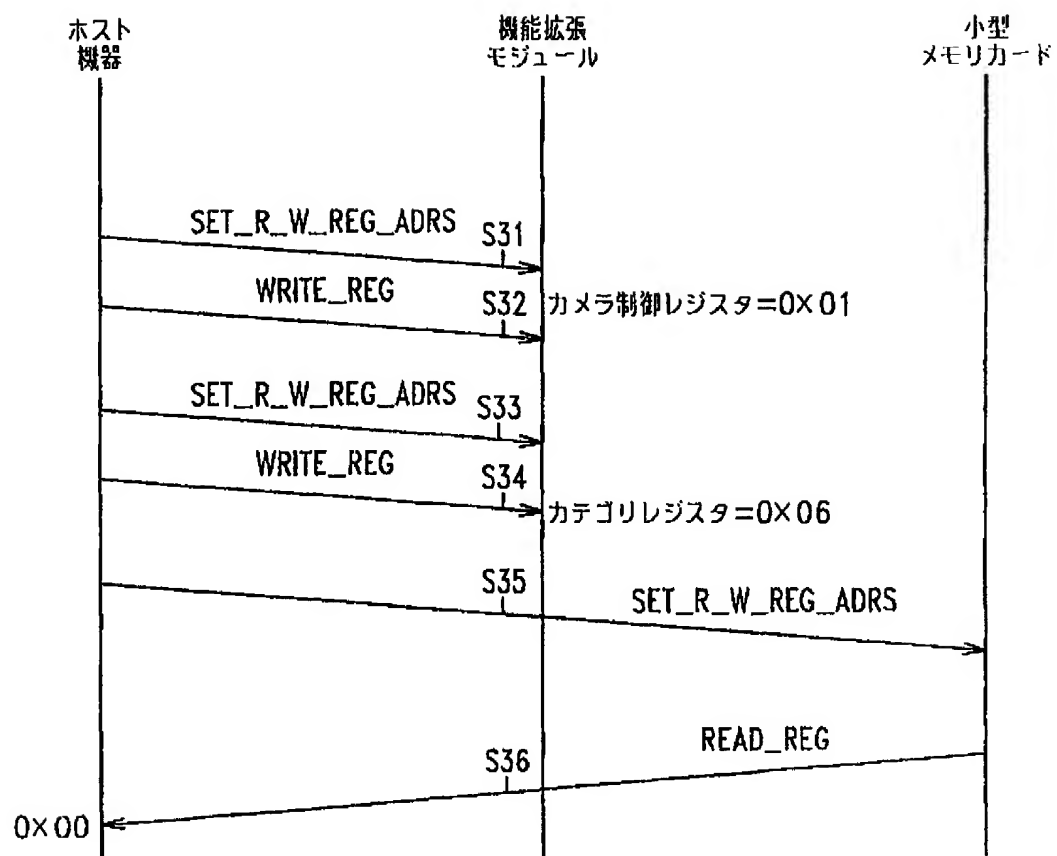 ホスト
機器
機能拡張
モジュール
小型
メモリカード
SET_R_W_REG_ADRS
S31
WRITE_REG
S32
カメラ制御レジスタ=0×01
SET_R_W_REG_ADRS
S33
WRITE_REG
S34
カテゴリレジスタ=0×06
S35
SET_R_W_REG_ADRS
READ_REG
S36
0×00